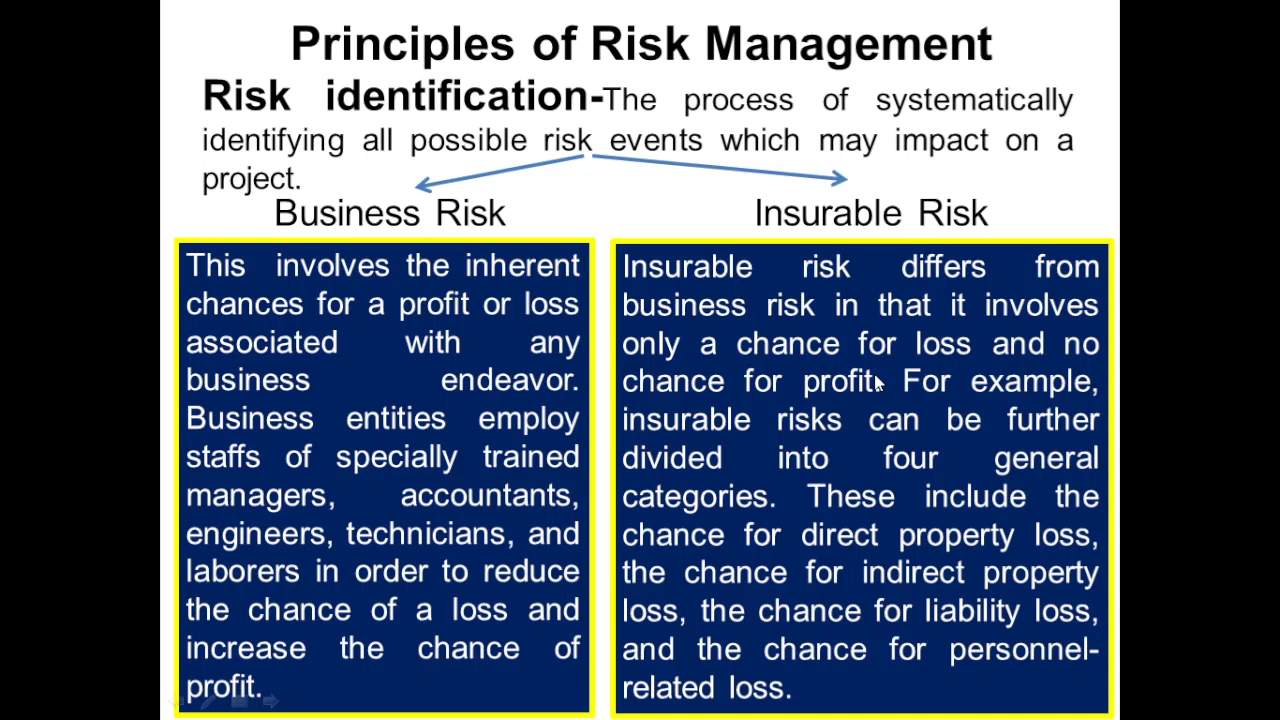 Principles of Risk Management
Risk identification-The process of systematically
identifying all possible risk events which may impact on a
project.
Business Risk
This involves the inherent
chances for a profit or loss
associated with any
business endeavor.
Business entities employ
staffs of specially trained
managers, accountants,
engineers, technicians, and
laborers in order to reduce
the chance of a loss and
increase the chance of
profit.
Insurable Risk
Insurable risk differs from
business risk in that it involves
only a chance for loss and no
chance for profit. For example,
insurable risks can be further
divided into four general
categories. These include the
chance for direct property loss,
the chance for indirect property
loss, the chance for liability loss,
and the chance for personnel-
related loss.